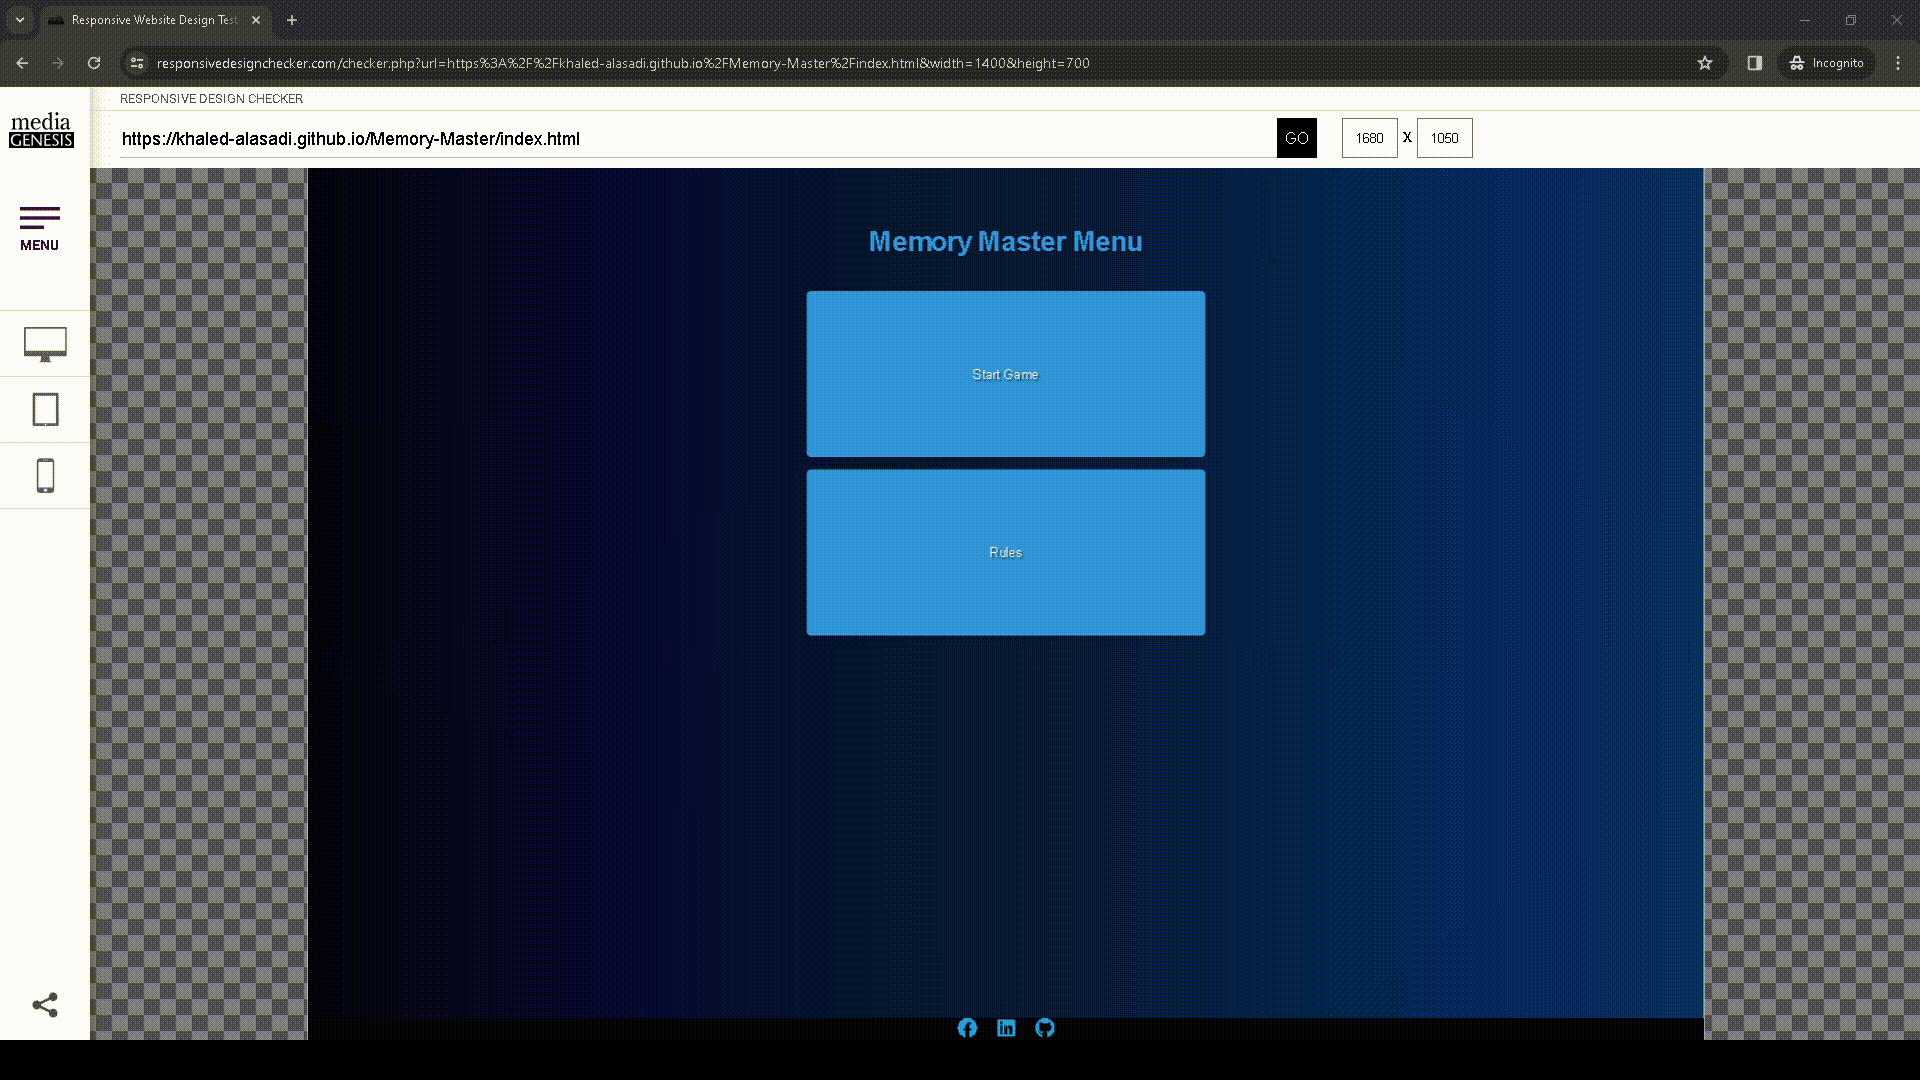 Responsive Website Design Test
responsivedesignchecker.com/checker.php?url=https%3A%2F%2Fkhaled-alasadi.github.io%2FMemory-Master%2Findex.html&width=1400&height=700
Incognito
RESPONSIVE DESIGN CHECKER
media
GENESIS
https://khaled-alasadi.github.io/Memory-Master/index.html
GO
1680 X 1050
MENU
Memory Master Menu
Start Game
Rules